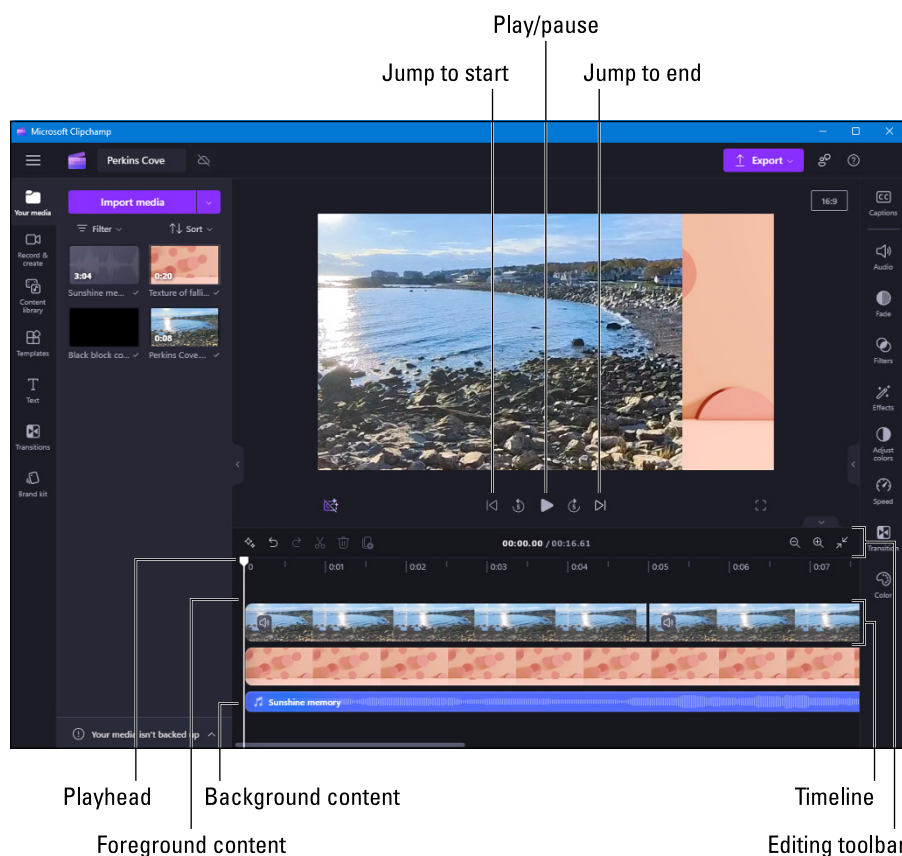 Play/pause
Jump to start
Jump to end
Microsoft Clipchamp
Perkins Cove
Export
Your media
Import media
16:9
Captions
Filter
Sort
Record &
create
3:04
0:20
Audio
Sunshine me...
Texture of falli...
Content
library
Fade
0:08
Templates
Black block co...
Perkins Cove...
Filters
T
Text
Effects
Transitions
Adjust
colors
Brand kit
5
5
Speed
00:00.00 / 00:16.61
Transition
0
0:01
0:02
0:03
0:04
0:05
0:06
0:07
Color
Sunshine memory
Your media isn't backed up
Playhead
Background content
Timeline
Foreground content
Editing toolbar